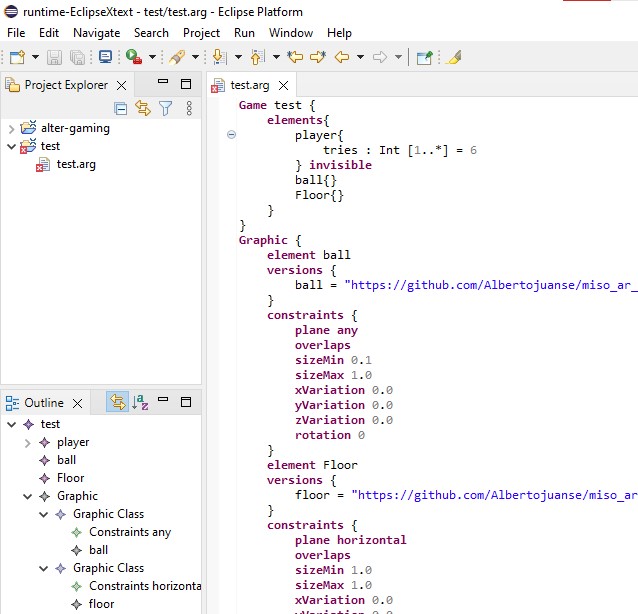 runtime-EclipseXtext - test/test.arg - Eclipse Platform
File Edit Navigate Search Project Run Window Help
Project Explorer
alter-gaming
test
test.arg
Outline
test
player
ball
Floor
Graphic
Graphic Class
Constraints any
ball
Graphic Class
Constraints horizonta
floor
test.arg
Game test {
elements{
player{
tries : Int [1..*] = 6
} invisible
ball{}
Floor{}
}
}
Graphic {
element ball
versions {
ball = "https://github.com/Albertojuanse/miso_ar_
}
constraints {
plane any
overlaps
sizeMin 0.1
sizeMax 1.0
xVariation 0.0
yVariation 0.0
zVariation 0.0
rotation 0
}
element Floor
versions {
floor = "https://github.com/Albertojuanse/miso_ar
}
constraints {
plane horizontal
overlaps
sizeMin 1.0
sizeMax 1.0
xVariation 0.0